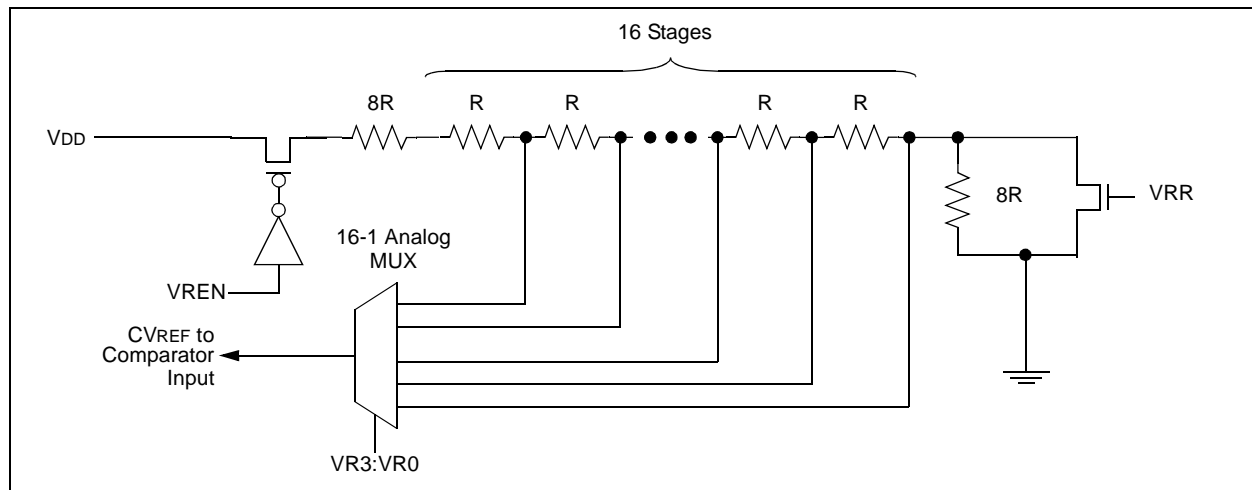 16 Stages
8R
R
R
R
R
VDD
8R
VRR
16-1 Analog
MUX
VREN
CVREF to
Comparator
Input
VR3:VR0